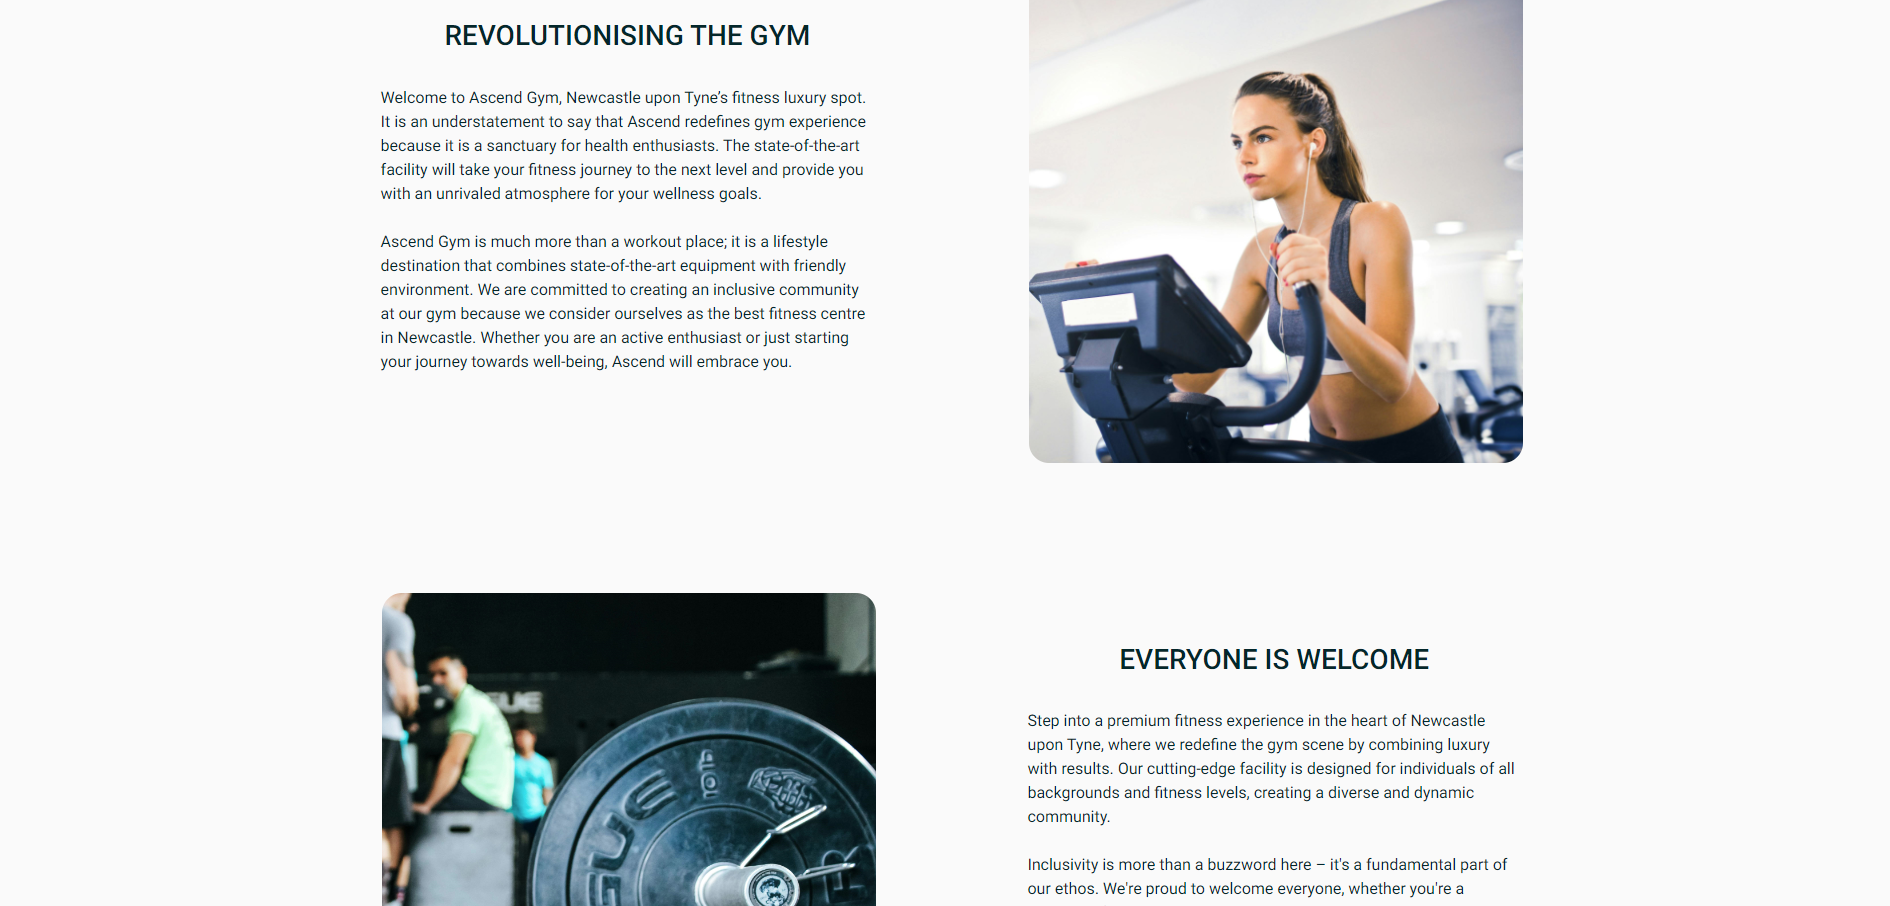 REVOLUTIONISING THE GYM
Welcome to Ascend Gym, Newcastle upon Tyne’s fitness luxury spot.
It is an understatement to say that Ascend redefines gym experience
because it is a sanctuary for health enthusiasts. The state-of-the-art
facility will take your fitness journey to the next level and provide you
with an unrivaled atmosphere for your wellness goals.
Ascend Gym is much more than a workout place; it is a lifestyle
destination that combines state-of-the-art equipment with friendly
environment. We are committed to creating an inclusive community
at our gym because we consider ourselves as the best fitness centre
in Newcastle. Whether you are an active enthusiast or just starting
your journey towards well-being, Ascend will embrace you.
EVERYONE IS WELCOME
Step into a premium fitness experience in the heart of Newcastle
upon Tyne, where we redefine the gym scene by combining luxury
with results. Our cutting-edge facility is designed for individuals of all
backgrounds and fitness levels, creating a diverse and dynamic
community.
Inclusivity is more than a buzzword here – it's a fundamental part of
our ethos. We're proud to welcome everyone, whether you're a